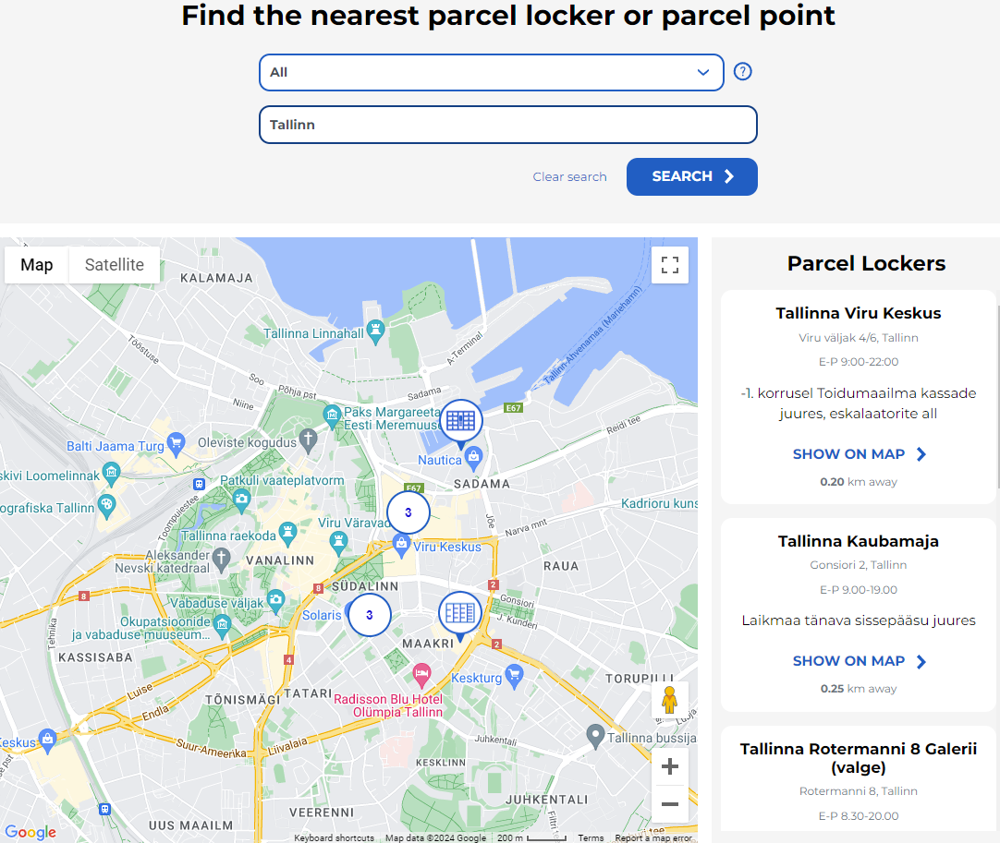 Find the nearest parcel locker or parcel point
All
?
Tallinn
Clear search
SEARCH
Map
Satellite
KALAMAJA
Tallinna Linnahall
A-Terminal
Tallinn-Ahvenamaa (Mariehamn)
Tööstuse
Soo
Põhja pst
Sadama
Niine
E67
Päks Margareeta
Eesti Meremuus
Reidi tee
Balti Jaama Turg
Oleviste kogudus
Nautica
Jõe
skivi Loomelinnak
Patkuli vaateplatvorm
SADAMA
E67
ografiska Tallinn
Toompuiestee
Kadrioru kuns
3
Viru Väravad
Narva mnt
Tallinna raekoda
Viru Keskus
Aleksander
Nevski katedraal
VANALINN
RAUA
8
SÜDALINN
2
8
Vabaduse väljak
Gonsiori
Solaris
3
J. Kunderi
Okupatsioonide
ja vabaduse muuseum...
Tehnika
MAAKRI
2
KASSISABA
4
Luise
TATARI
Keskturg
TORUPILLI
TÕNISMÄGI
Radisson Blu Hotel
Olümpia Tallinn
Endla
Keskus
Suur-Ameerika
Liivalaia
Juhkentali
Tallinna bussija
KESKLINN
JUHKENTALI
VEERENNI
UUS MAAILM
Filtri
Google
Keyboard shortcuts
Map data ©2024 Google
200 m
Terms
Report a map error
Parcel Lockers
Tallinna Viru Keskus
Viru väljak 4/6, Tallinn
E-P 9:00-22:00
-1. korrusel Toidumaailma kassade
juures, eskalaatorite all
SHOW ON MAP
0.20 km away
Tallinna Kaubamaja
Gonsiori 2, Tallinn
E-P 9.00-19.00
Laikmaa tänava sissepääsu juures
SHOW ON MAP
0.25 km away
Tallinna Rotermanni 8 Galerii
(valge)
Rotermanni 8, Tallinn
E-P 8.30-20.00